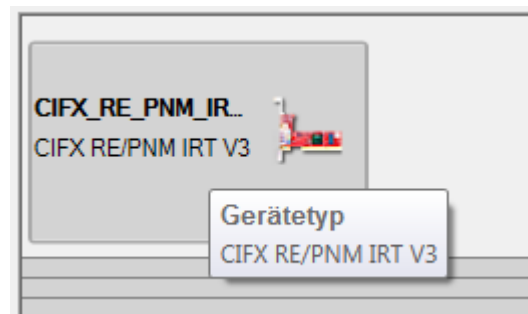 CIFX_RE_PNM_IR...
CIFX RE/PNM IRT V3
Gerätetyp
CIFX RE/PNM IRT V3